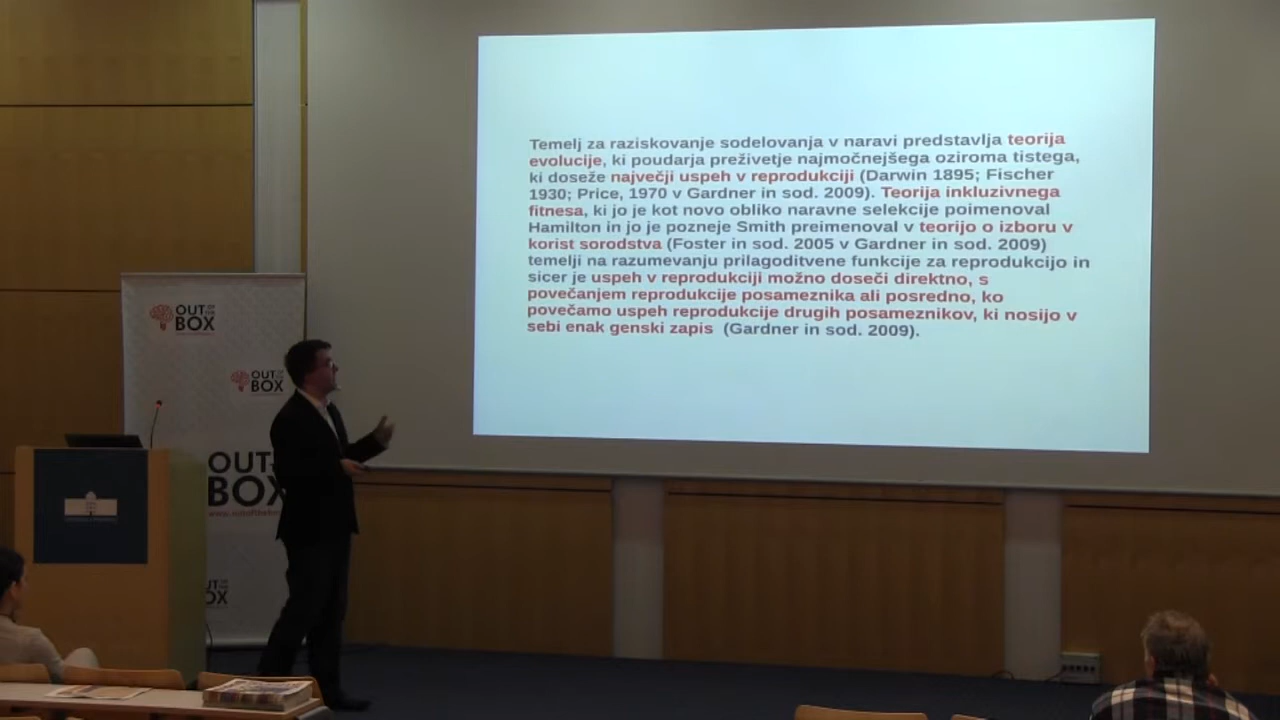 Temelj za raziskovanje sodelovanja v naravi predstavlja teorija
evolucije, ki poudarja preživetje najmočnejšega oziroma tistega,
ki doseže največji uspeh v reprodukciji (Darwin 1895; Fischer
1930; Price, 1970 v Gardner in sod. 2009). Teorija inkluzivnega
fitnesa, ki jo je kot novo obliko naravne selekcije poimenoval
Hamilton in jo je pozneje Smith preimenoval v teorijo o izboru v
korist sorodstva (Foster in sod. 2005 v Gardner in sod. 2009)
temelji na razumevanju prilagoditvene funkcije za reprodukcijo in
sicer je uspeh v reprodukciji možno doseči direktno, s
povečanjem reprodukcije posameznika ali posredno, ko
povečamo uspeh reprodukcije drugih posameznikov, ki nosijo v
sebi enak genski zapis (Gardner in sod. 2009).
OUT
BOX
OUT
BOX
OUT
BOX